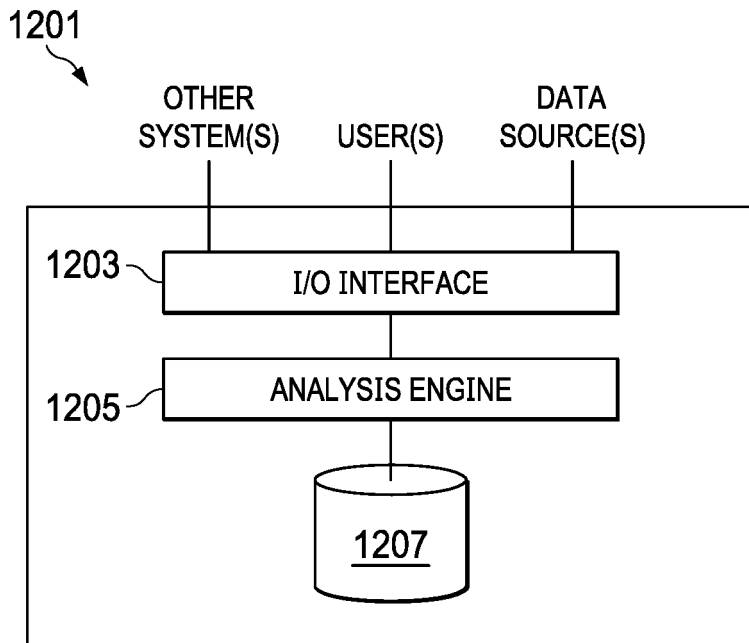 1201
OTHER
SYSTEM(S)
USER(S)
DATA
SOURCE(S)
1203
I/O INTERFACE
1205
ANALYSIS ENGINE
1207